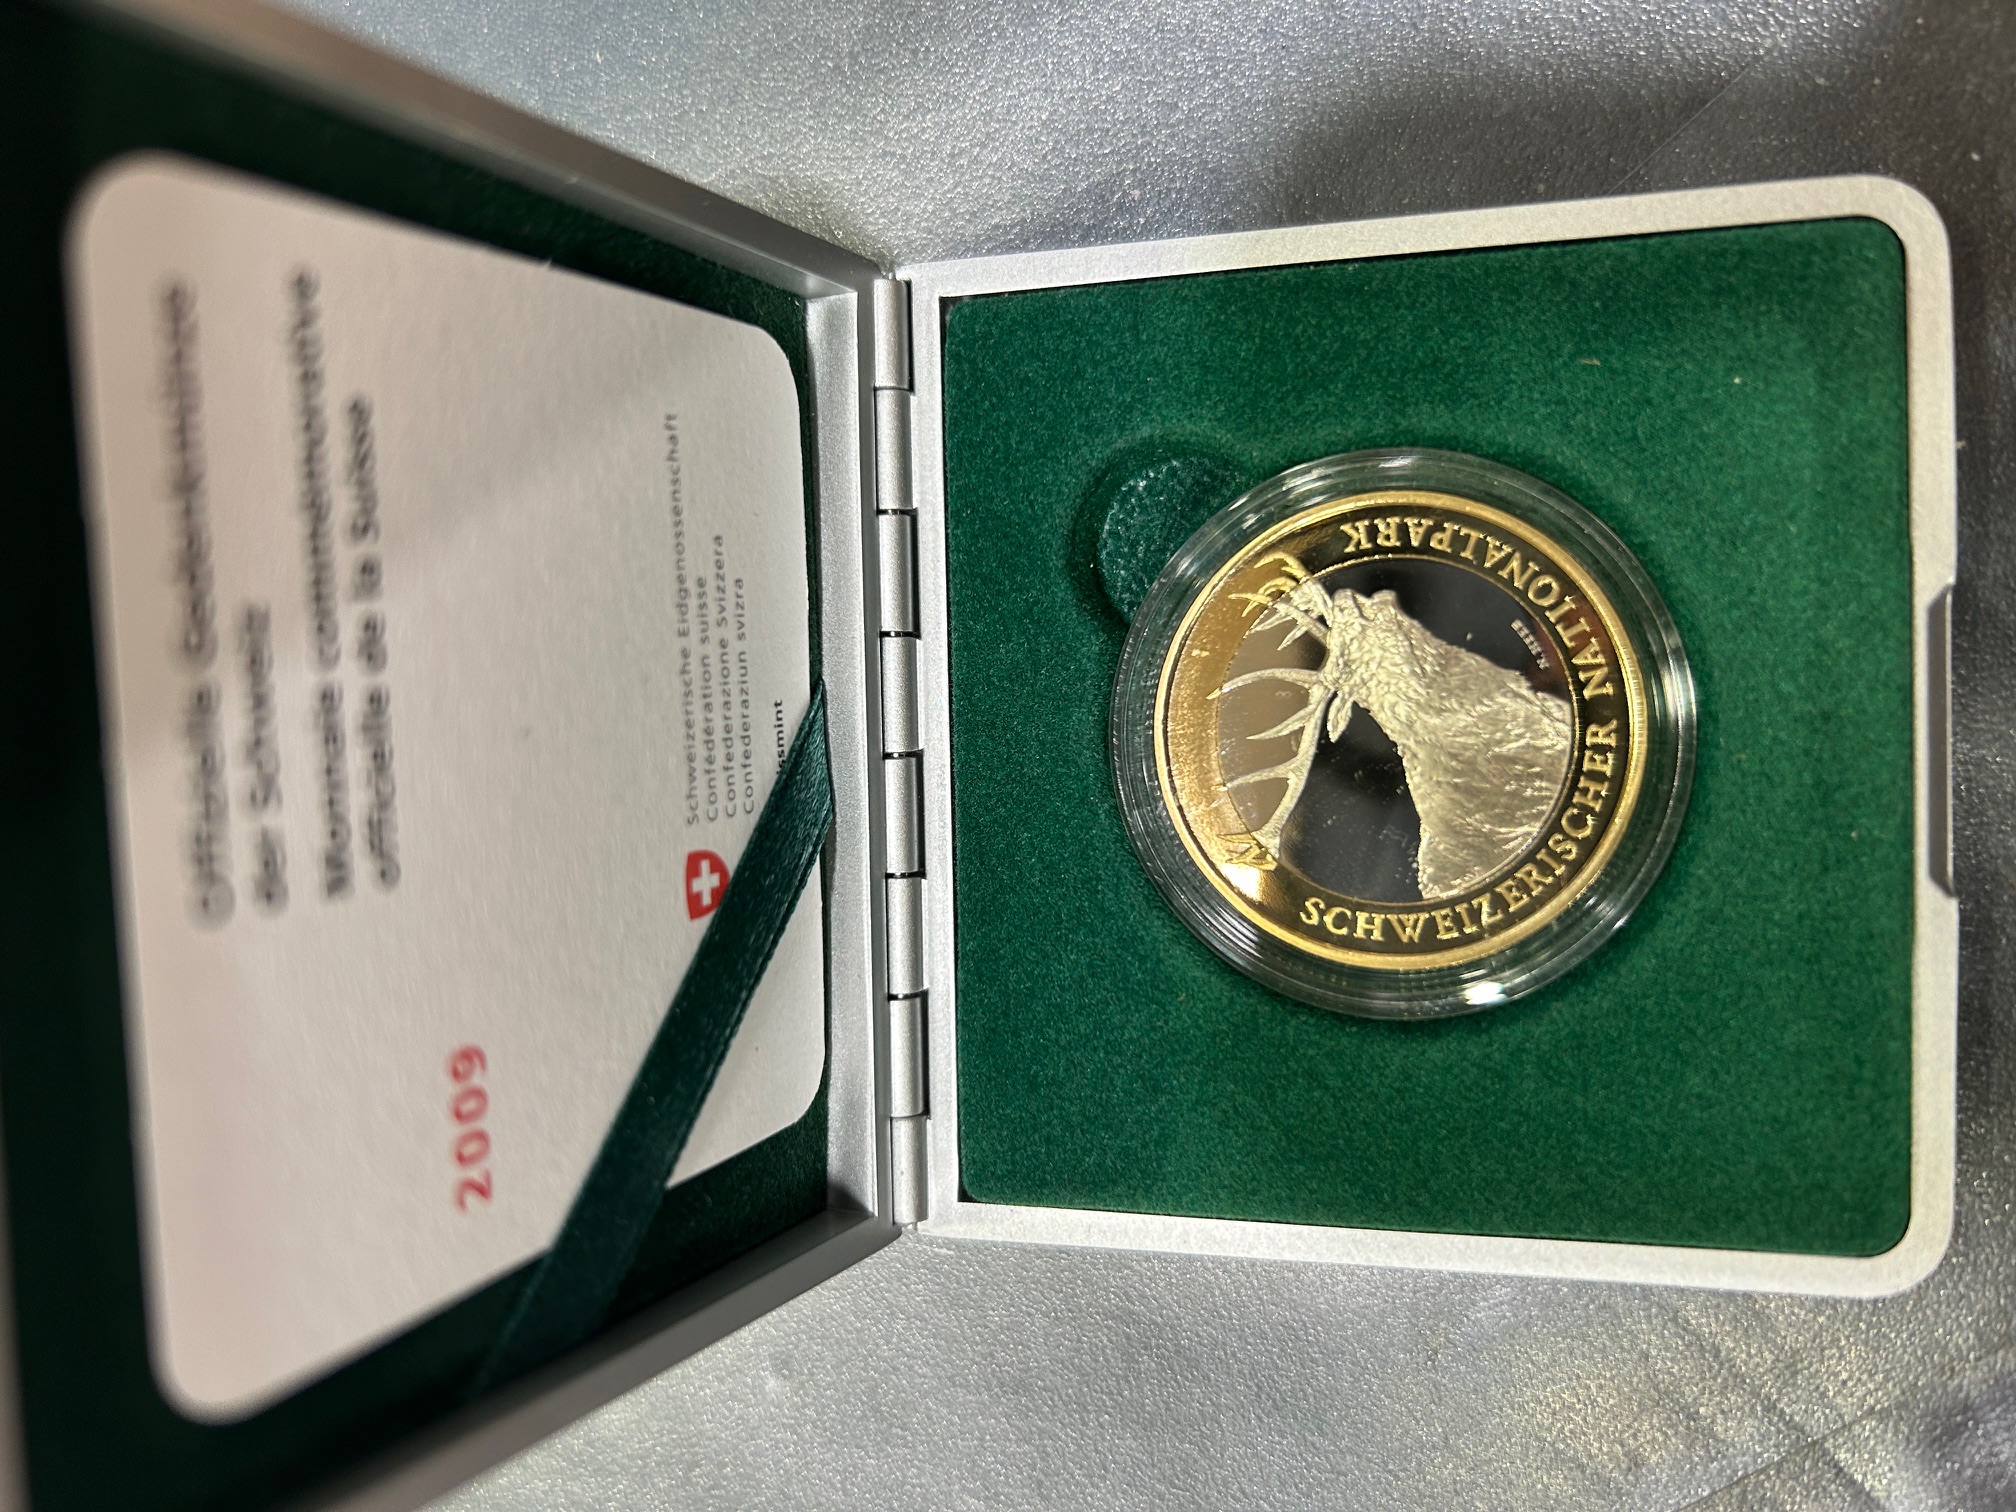 Offizielle Gedenkmünze
der Schweiz
Monnaie commémorative
officielle de la Suisse
2009
Schweizerische Eidgenossenschaft
Confédération suisse
Confederazione Svizzera
Confederaziun svizra
SCHWEIZERISCHER NATIONALPARK